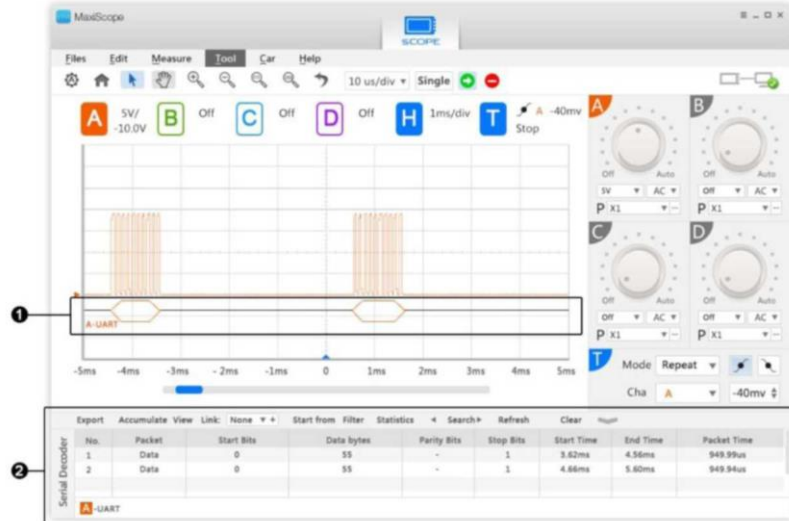 MaxiScope
SCOPE
Files Edit Measure Tool Car Help
10 us/div Single
A 5V/ -10.0V B Off C Off D Off H 1ms/div T A -40mv Stop
A B
Off Auto Off Auto
5V AC Off AC
P X1 P X1
C D
Off Auto Off Auto
Off AC Off AC
P X1 P X1
1
A-UART
-5ms -4ms -3ms -2ms -1ms 0 1ms 2ms 3ms 4ms 5ms
T Mode Repeat
Cha A -40mv
2
Serial Decoder
Export Accumulate View Link: None + Start from Filter Statistics Search Refresh Clear
No. Packet Start Bits Data bytes Parity Bits Stop Bits Start Time End Time Packet Time
1 Data 0 55 - 1 3.62ms 4.56ms 949.99us
2 Data 0 55 - 1 4.66ms 5.60ms 949.94us
A -UART